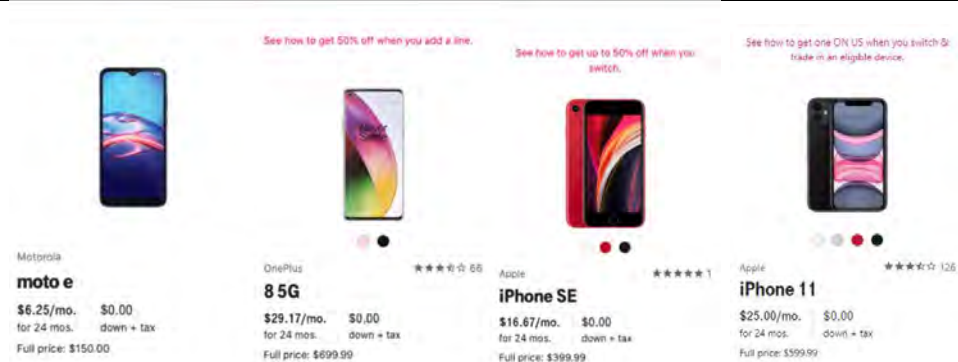 Motorola
moto e
$6.25/mo. $0.00
for 24 mos. down + tax
Full price: $150.00
See how to get 50% off when you add a line.
OnePlus ★★★½☆ 66
8 5G
$29.17/mo. $0.00
for 24 mos. down + tax
Full price: $699.99
See how to get up to 50% off when you
switch.
Apple ★★★★★ 1
iPhone SE
$16.67/mo. $0.00
for 24 mos. down + tax
Full price: $399.99
See how to get one ON US when you switch &
trade in an eligible device.
Apple ★★★½☆ 126
iPhone 11
$25.00/mo. $0.00
for 24 mos. down + tax
Full price: $599.99